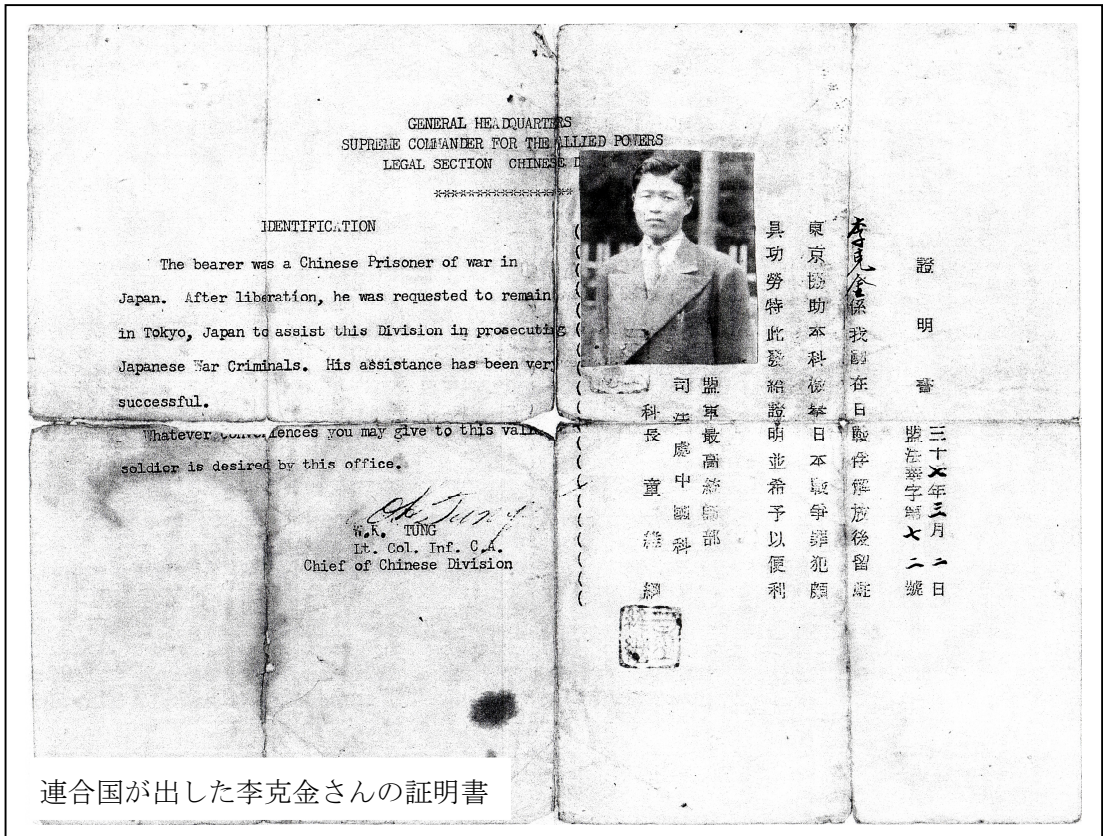 GENERAL HEADQUARTERS
SUPREME COMMANDER FOR THE ALLIED POWERS
LEGAL SECTION CHINESE D
********************
IDENTIFICATION
The bearer was a Chinese Prisoner of war in
Japan. After liberation, he was requested to remain
in Tokyo, Japan to assist this Division in prosecuting
Japanese War Criminals. His assistance has been very
successful.
Whatever conveniences you may give to this vali
soldier is desired by this office.
W.K. TUNG
Lt. Col. Inf. C.A.
Chief of Chinese Division
證明書
三十七年三月二日
盟法華字第七二號
李克金係我在日戰俘解放後留駐
東京協助本科日本戰爭罪犯頗
具功勞特此發給證明並希予以便利
盟軍最高統帥部
司法處中國科
科長 童維綱
連合国が出した李克金さんの証明書